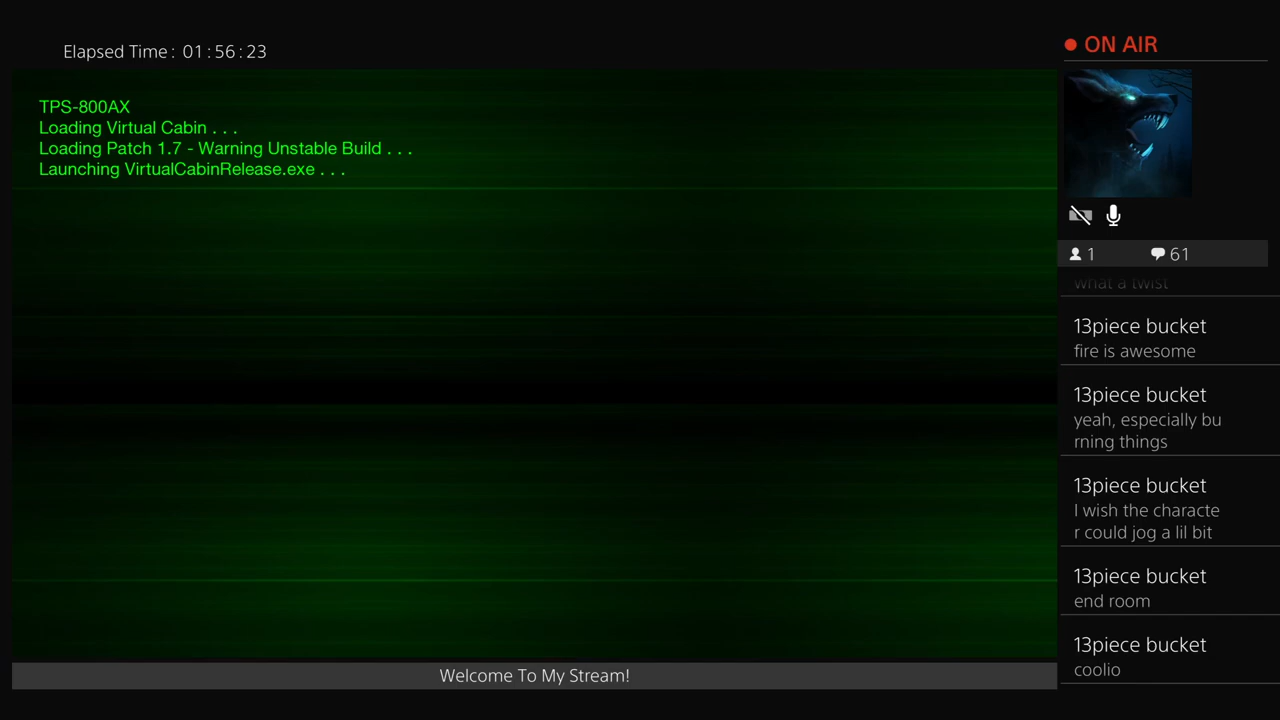 Elapsed Time: 01:56:23
TPS-800AX
Loading Virtual Cabin . . .
Loading Patch 1.7 - Warning Unstable Build . . .
Launching VirtualCabinRelease.exe . . .
Welcome To My Stream!
ON AIR
1 61
what a twist
13piece bucket
fire is awesome
13piece bucket
yeah, especially bu
rning things
13piece bucket
I wish the characte
r could jog a lil bit
13piece bucket
end room
13piece bucket
coolio